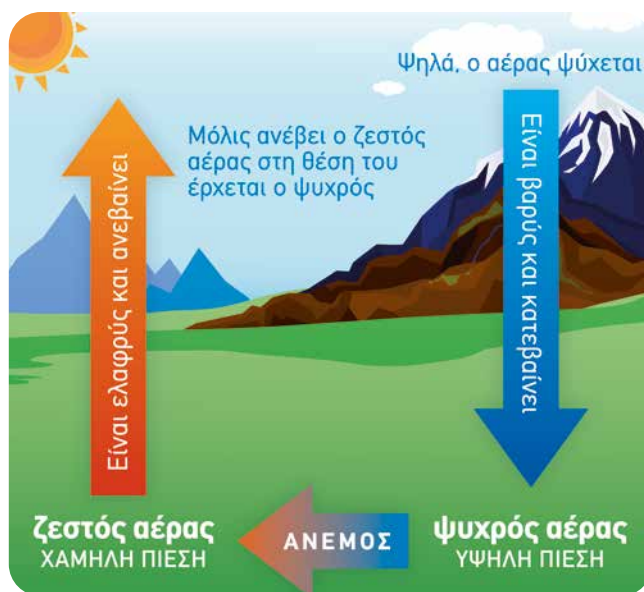 Ψηλά, ο αέρας ψύχεται
Μόλις ανέβει ο ζεστός
αέρας στη θέση του
έρχεται ο ψυχρός
Είναι ελαφρύς και ανεβαίνει
Είναι βαρύς και κατεβαίνει
ζεστός αέρας
ΧΑΜΗΛΗ ΠΙΕΣΗ
ΑΝΕΜΟΣ
ψυχρός αέρας
ΥΨΗΛΗ ΠΙΕΣΗ